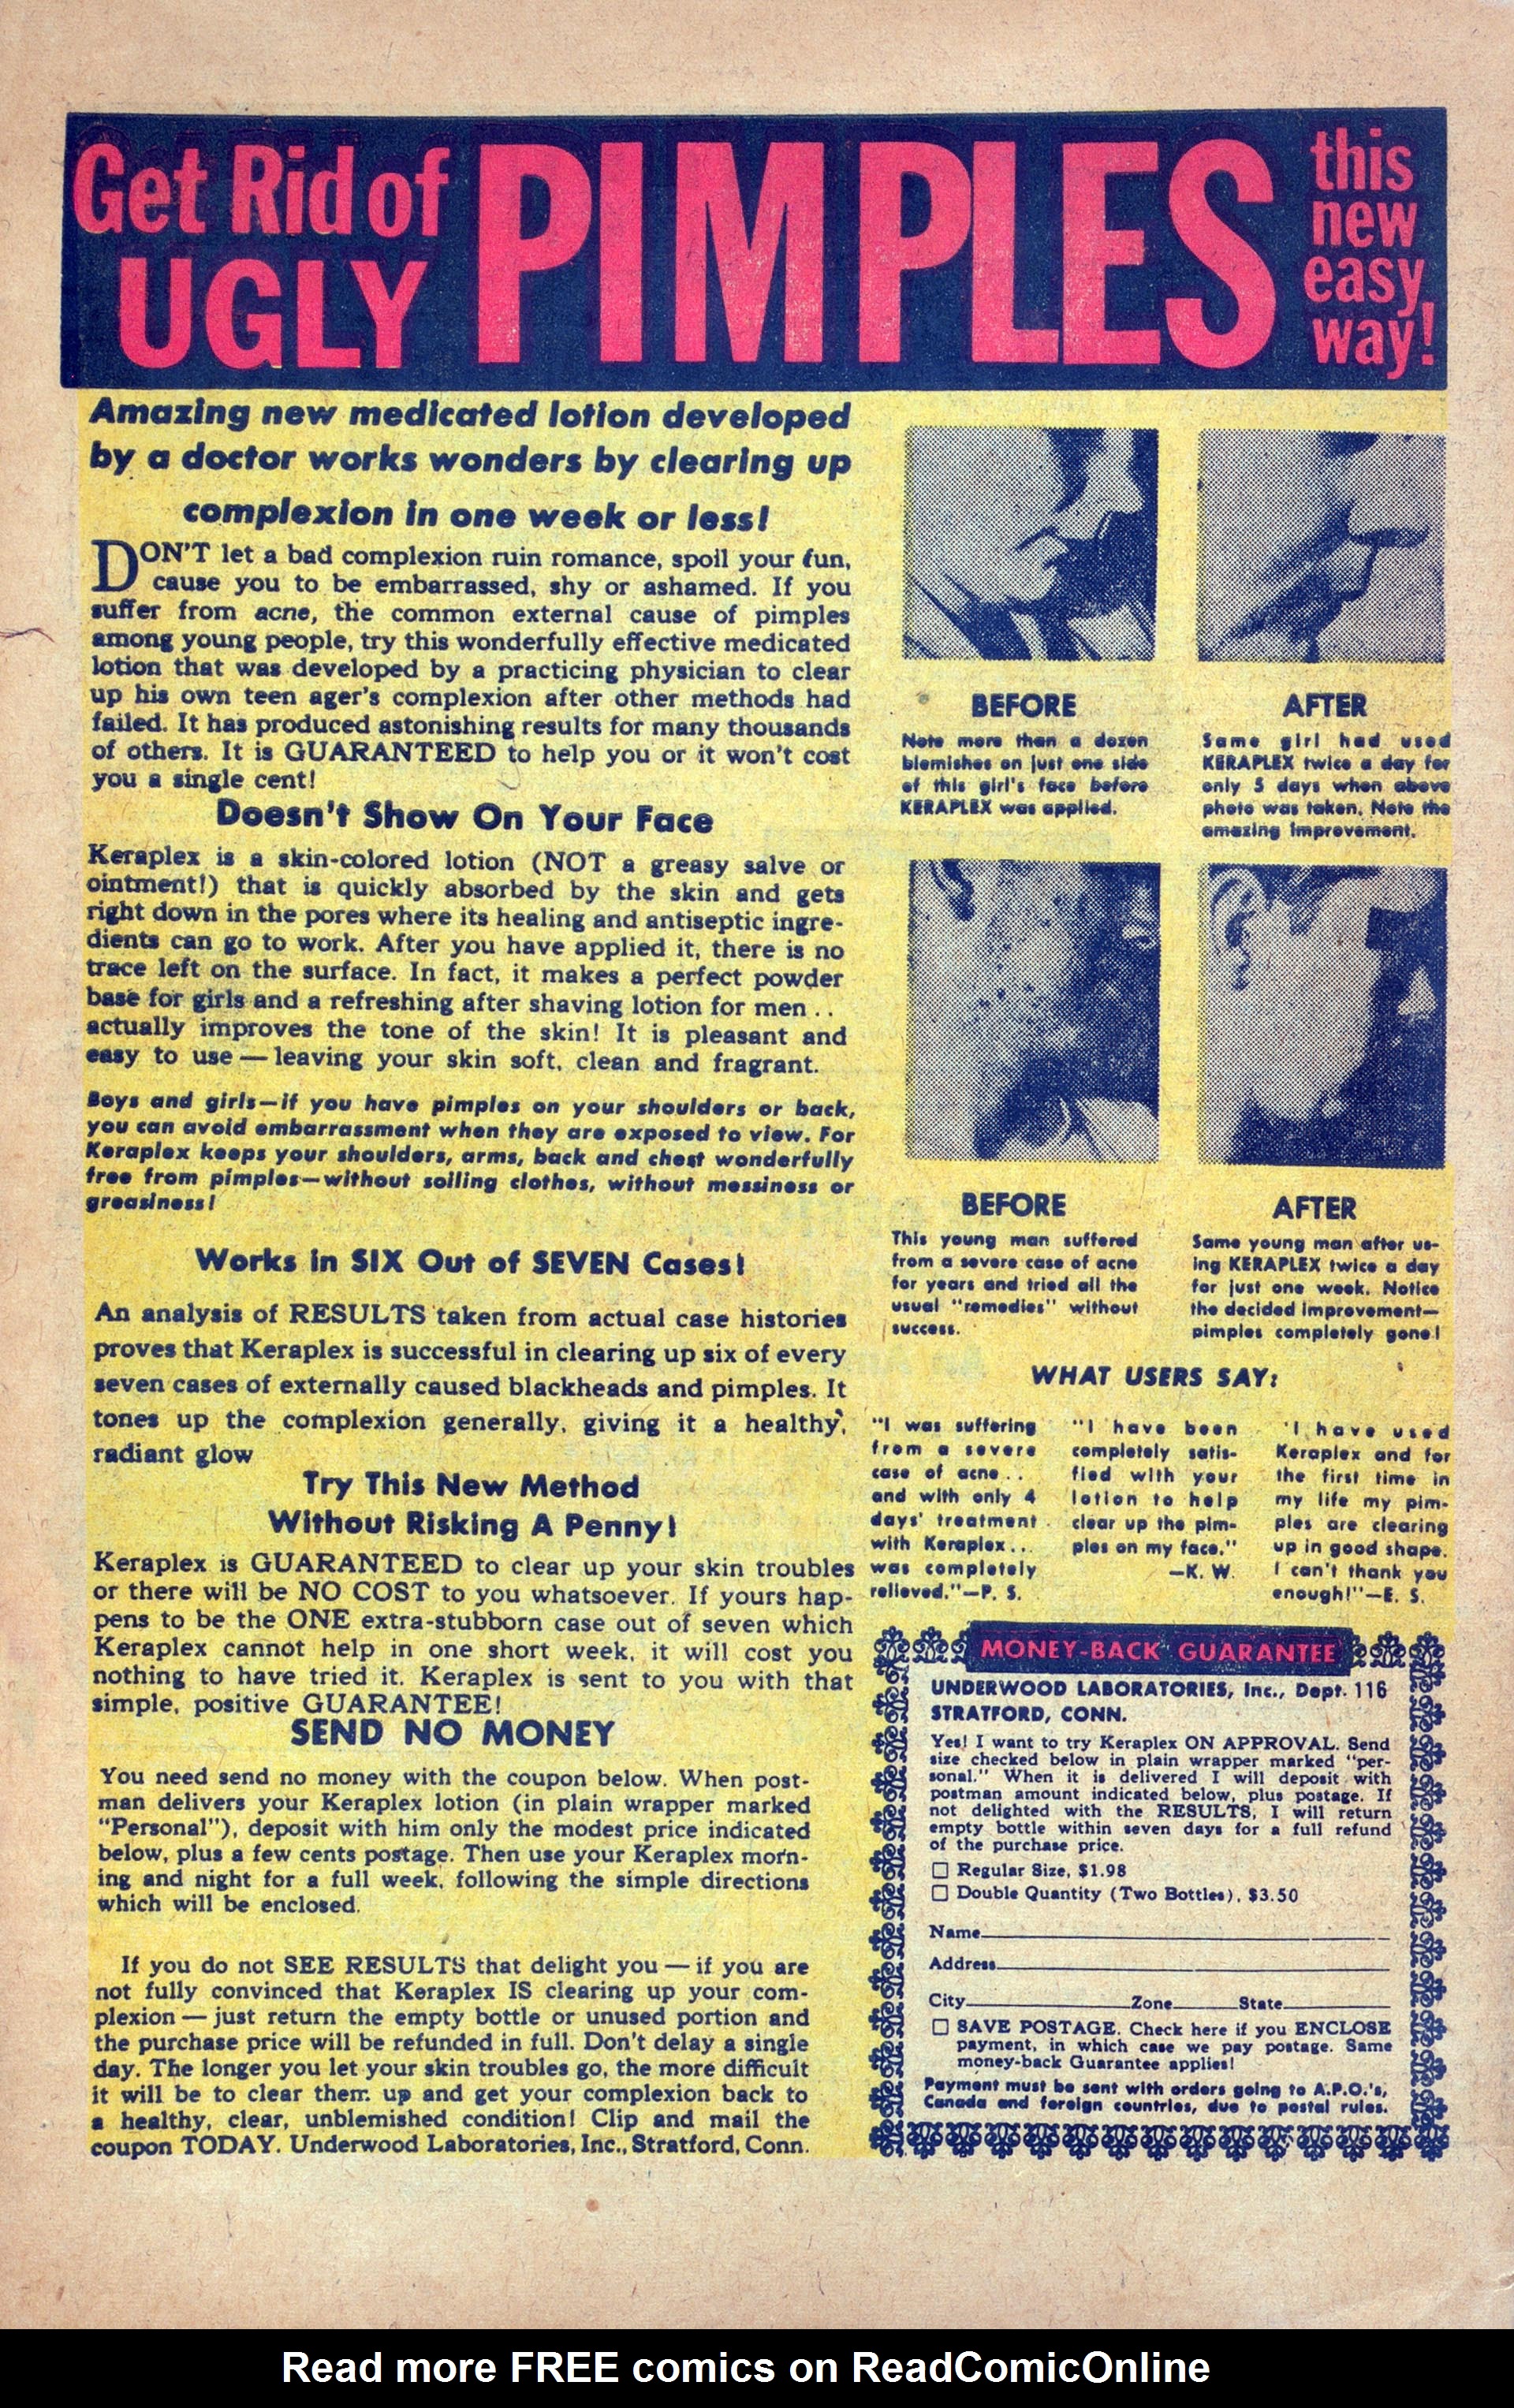 Get Rid of
UGLY
PIMPLES
this
new
easy
way!
Amazing new medicated lotion developed
by a doctor works wonders by clearing up
complexion in one week or less!
DON'T let a bad complexion ruin romance, spoil your fun,
cause you to be embarrassed, shy or ashamed. If you
suffer from acne, the common external cause of pimples
among young people, try this wonderfully effective medicated
lotion that was developed by a practicing physician to clear
up his own teen ager's complexion after other methods had
failed. It has produced astonishing results for many thousands
of others. It is GUARANTEED to help you or it won't cost
you a single cent!
Doesn't Show On Your Face
Keraplex is a skin-colored lotion (NOT a greasy salve or
ointment!) that is quickly absorbed by the skin and gets
right down in the pores where its healing and antiseptic ingre-
dients can go to work. After you have applied it, there is no
trace left on the surface. In fact, it makes a perfect powder
base for girls and a refreshing after shaving lotion for men . .
actually improves the tone of the skin! It is pleasant and
easy to use — leaving your skin soft, clean and fragrant.
Boys and girls—if you have pimples on your shoulders or back,
you can avoid embarrassment when they are exposed to view. For
Keraplex keeps your shoulders, arms, back and chest wonderfully
free from pimples—without soiling clothes, without messiness or
greasiness!
Works in SIX Out of SEVEN Cases!
An analysis of RESULTS taken from actual case histories
proves that Keraplex is successful in clearing up six of every
seven cases of externally caused blackheads and pimples. It
tones up the complexion generally, giving it a healthy,
radiant glow
Try This New Method
Without Risking A Penny!
Keraplex is GUARANTEED to clear up your skin troubles
or there will be NO COST to you whatsoever. If yours hap-
pens to be the ONE extra-stubborn case out of seven which
Keraplex cannot help in one short week, it will cost you
nothing to have tried it. Keraplex is sent to you with that
simple, positive GUARANTEE!
SEND NO MONEY
You need send no money with the coupon below. When post-
man delivers your Keraplex lotion (in plain wrapper marked
"Personal"), deposit with him only the modest price indicated
below, plus a few cents postage. Then use your Keraplex morn-
ing and night for a full week, following the simple directions
which will be enclosed.
If you do not SEE RESULTS that delight you — if you are
not fully convinced that Keraplex IS clearing up your com-
plexion — just return the empty bottle or unused portion and
the purchase price will be refunded in full. Don't delay a single
day. The longer you let your skin troubles go, the more difficult
it will be to clear them up and get your complexion back to
a healthy, clear, unblemished condition! Clip and mail the
coupon TODAY. Underwood Laboratories, Inc., Stratford, Conn.
BEFORE
Note more than a dozen
blemishes on just one side
of this girl's face before
KERAPLEX was applied.
AFTER
Same girl had used
KERAPLEX twice a day for
only 5 days when above
photo was taken. Note the
amazing improvement.
BEFORE
This young man suffered
from a severe case of acne
for years and tried all the
usual "remedies" without
success.
AFTER
Same young man after us-
ing KERAPLEX twice a day
for just one week. Notice
the decided improvement—
pimples completely gone!
WHAT USERS SAY:
"I was suffering
from a severe
case of acne . .
and with only 4
days' treatment
with Keraplex...
was completely
relieved."—P. S.
"I have been
completely satis-
fied with your
lotion to help
clear up the pim-
ples on my face."
—K. W.
'I have used
Keraplex and for
the first time in
my life my pim-
ples are clearing
up in good shape.
I can't thank you
enough!"—E. S.
MONEY-BACK GUARANTEE
UNDERWOOD LABORATORIES, Inc., Dept. 116
STRATFORD, CONN.
Yes! I want to try Keraplex ON APPROVAL. Send
size checked below in plain wrapper marked "per-
sonal." When it is delivered I will deposit with
postman amount indicated below, plus postage. If
not delighted with the RESULTS, I will return
empty bottle within seven days for a full refund
of the purchase price.
☐ Regular Size, $1.98
☐ Double Quantity (Two Bottles), $3.50
Name
Address
City Zone State
☐ SAVE POSTAGE. Check here if you ENCLOSE
payment, in which case we pay postage. Same
money-back Guarantee applies!
Payment must be sent with orders going to A.P.O.'s,
Canada and foreign countries, due to postal rules.
Read more FREE comics on ReadComicOnline